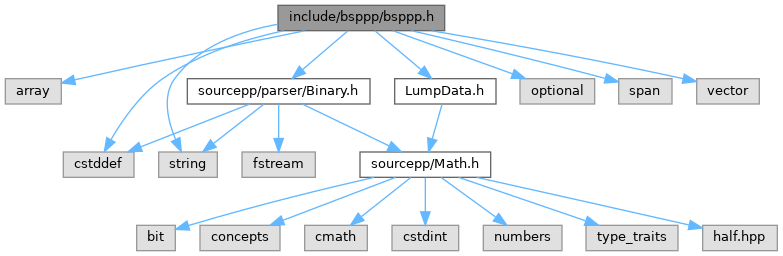 include/bsppp/bsppp.h
array
sourcepp/parser/Binary.h
LumpData.h
optional
span
vector
cstddef
string
fstream
sourcepp/Math.h
bit
concepts
cmath
cstdint
numbers
type_traits
half.hpp